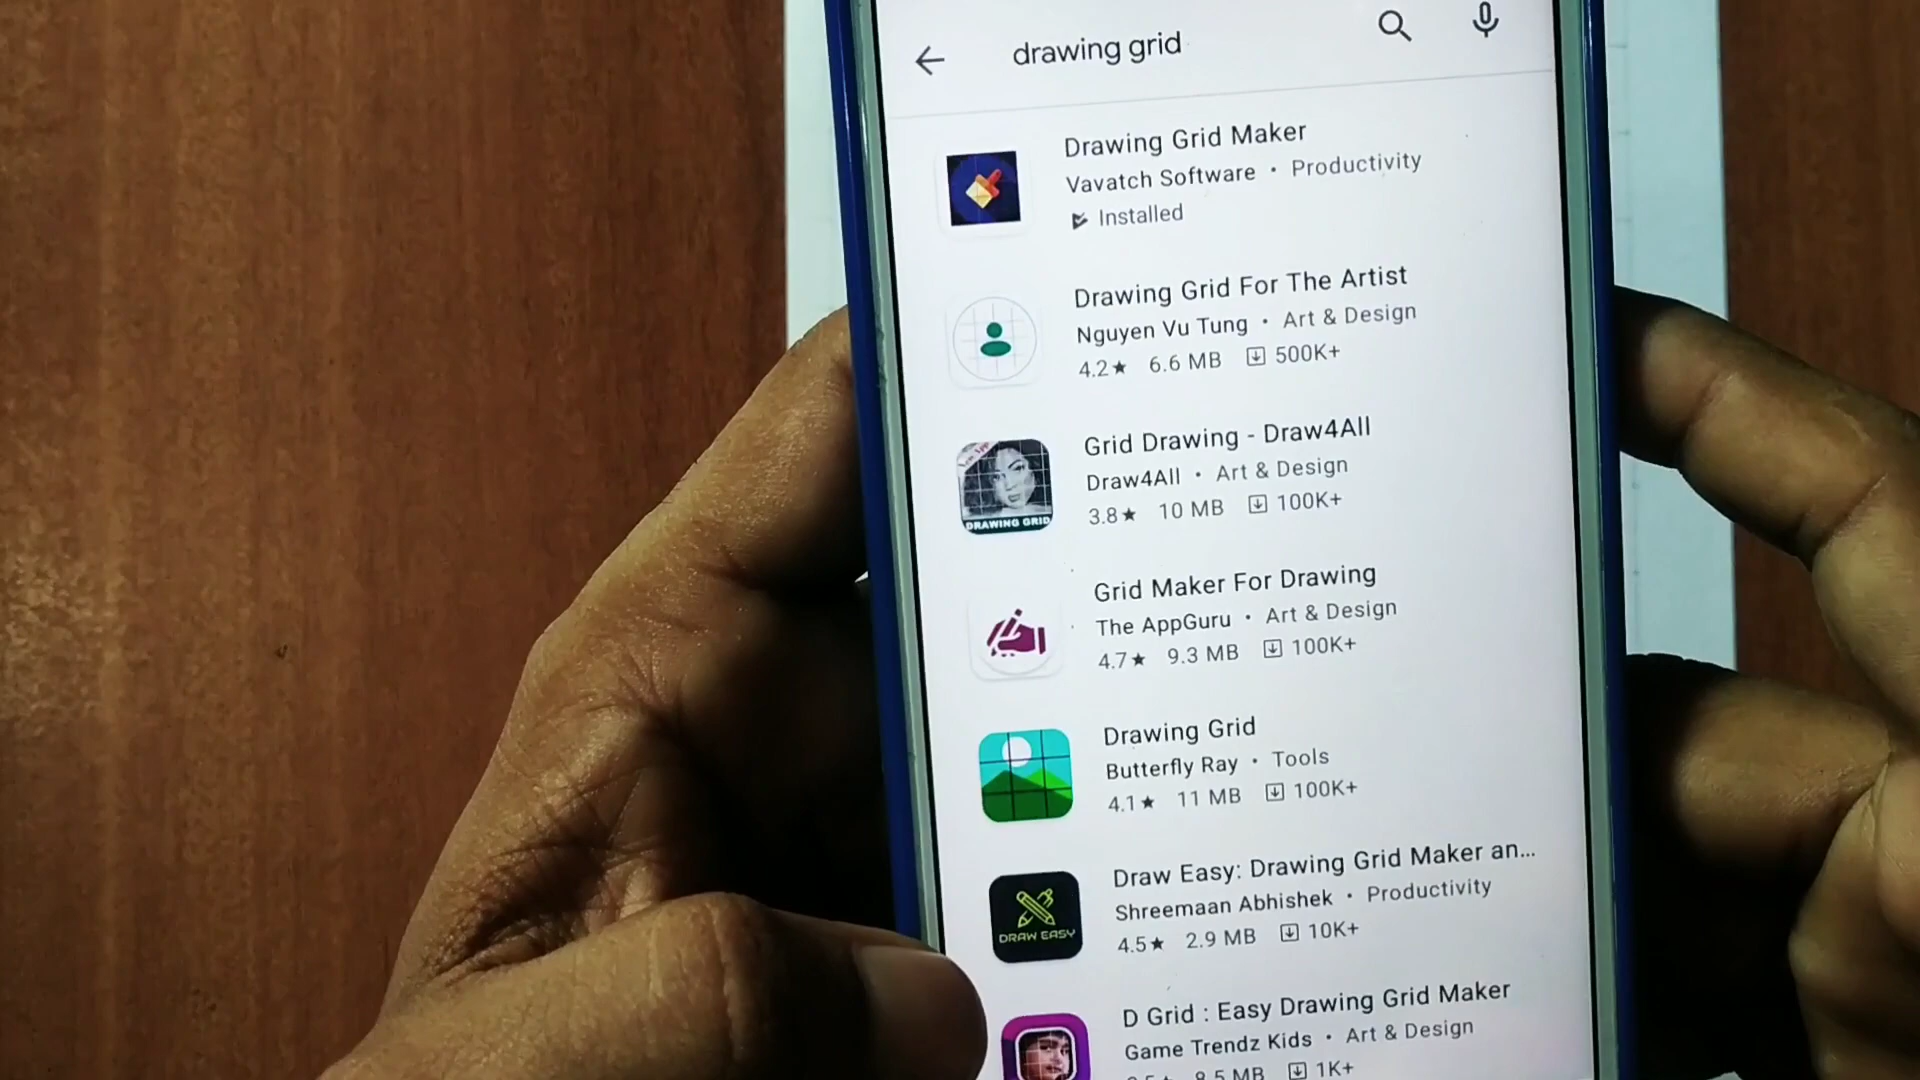 drawing grid
Drawing Grid Maker
Vavatch Software • Productivity
Installed
Drawing Grid For The Artist
Nguyen Vu Tung • Art & Design
4.2★ 6.6 MB 500K+
Grid Drawing - Draw4All
Draw4All • Art & Design
3.8★ 10 MB 100K+
DRAWING GRID
Grid Maker For Drawing
The AppGuru • Art & Design
4.7★ 9.3 MB 100K+
Drawing Grid
Butterfly Ray • Tools
4.1★ 11 MB 100K+
Draw Easy: Drawing Grid Maker an...
Shreemaan Abhishek • Productivity
4.5★ 2.9 MB 10K+
DRAW EASY
D Grid : Easy Drawing Grid Maker
Game Trendz Kids • Art & Design
8.5 MB 1K+